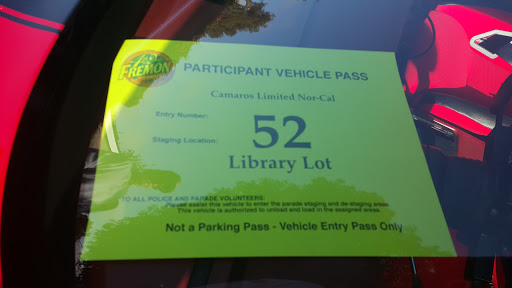 FREMON
PARTICIPANT VEHICLE PASS
Camaros Limited Nor-Cal
Entry Number:
52
Staging Location:
Library Lot
TO ALL POLICE AND PARADE VOLUNTEERS:
Please assist this vehicle to enter the parade staging and de-staging areas
This vehicle is authorized to unload and load in the assigned areas
Not a Parking Pass - Vehicle Entry Pass Only